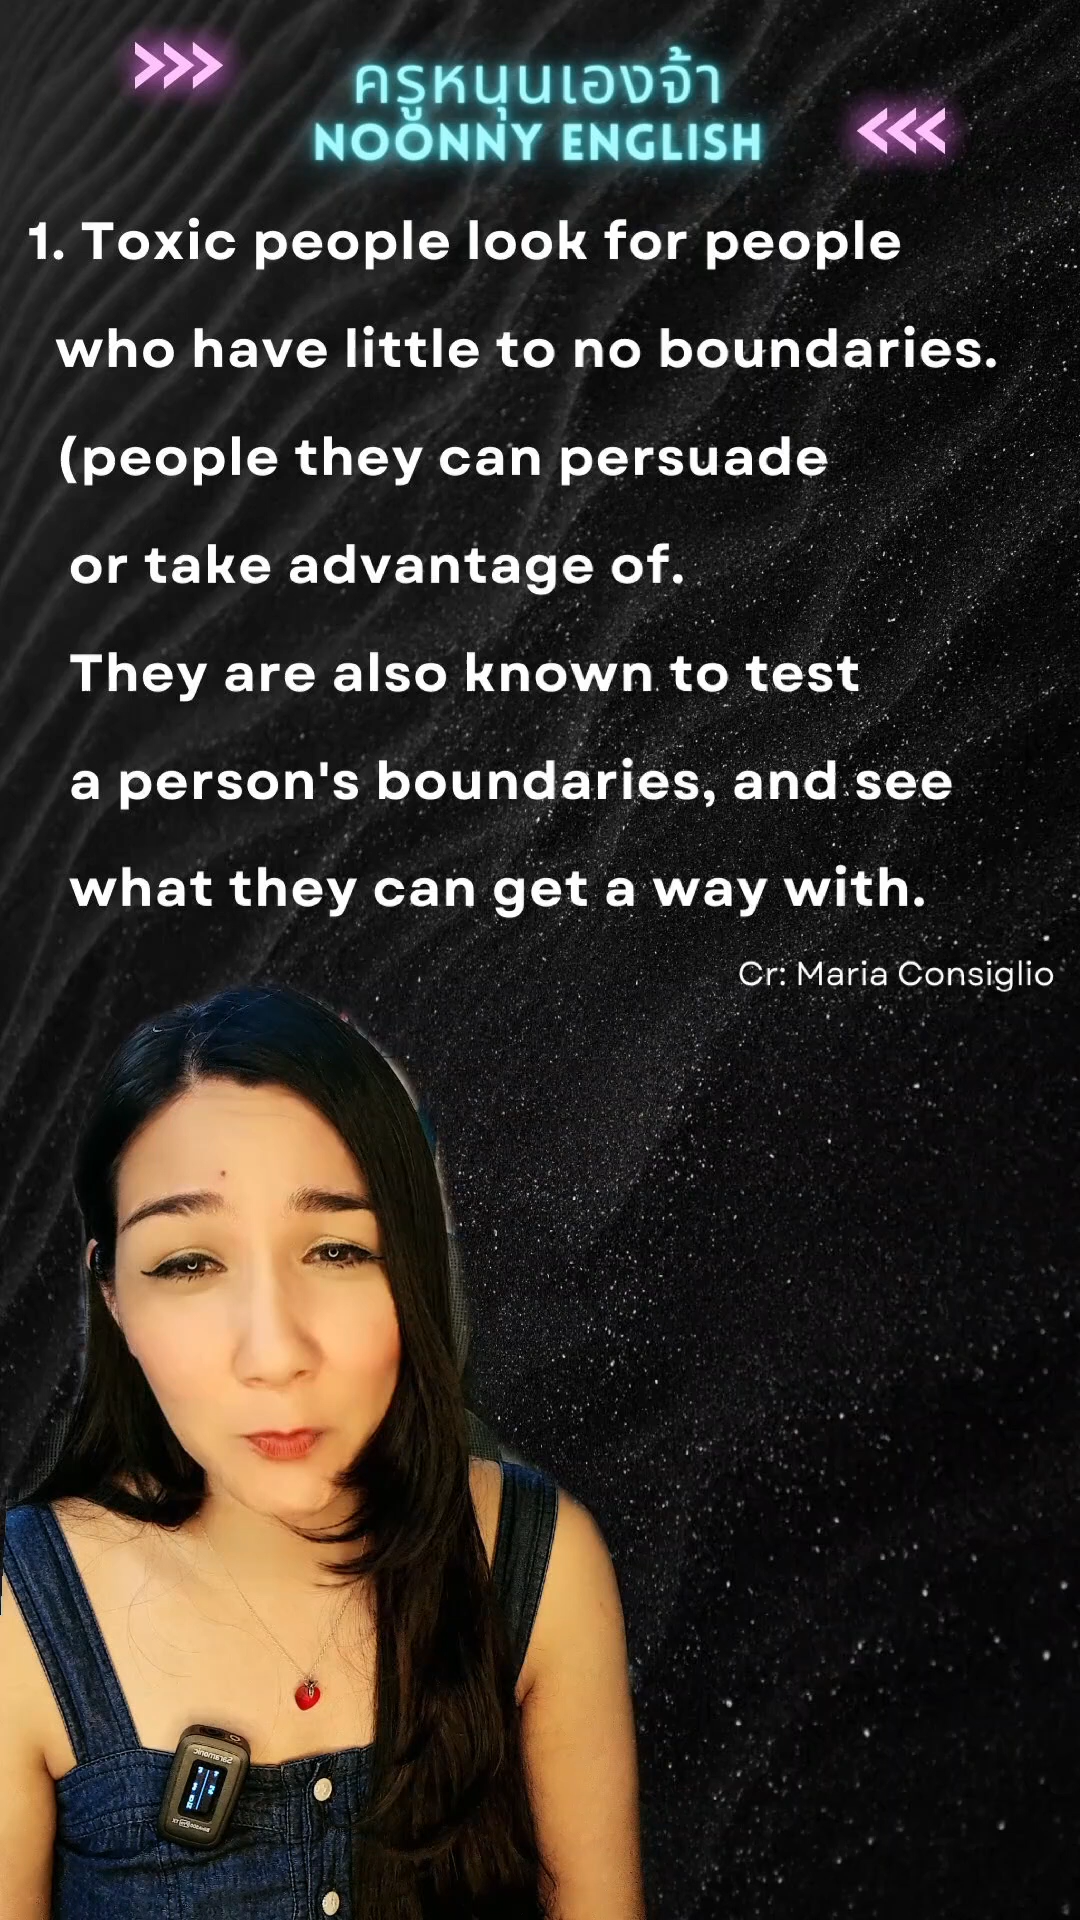 ครูหนุนเองจ้า
NOONNY ENGLISH
1. Toxic people look for people
who have little to no boundaries.
(people they can persuade
or take advantage of.
They are also known to test
a person's boundaries, and see
what they can get a way with.
Cr: Maria Consiglio